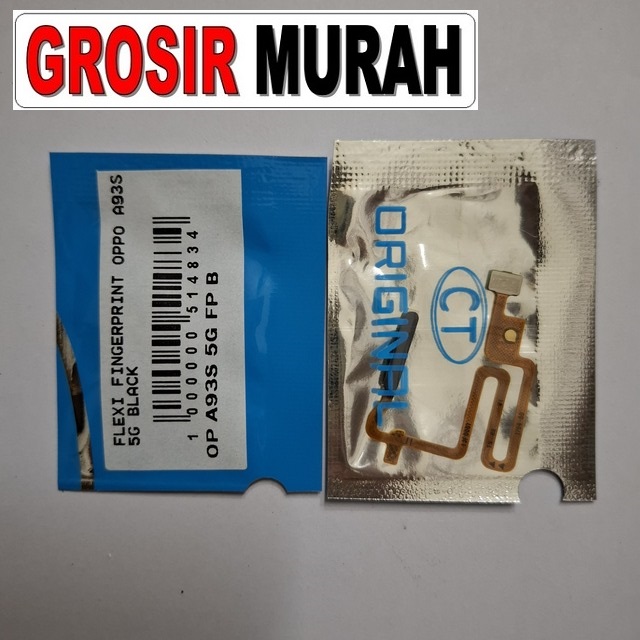 GROSIR MURAH
FLEXI FINGERPRINT OPPO A93S
5G BLACK
1 000000 514834
OP A93S 5G FP B
ORIGINAL
CT